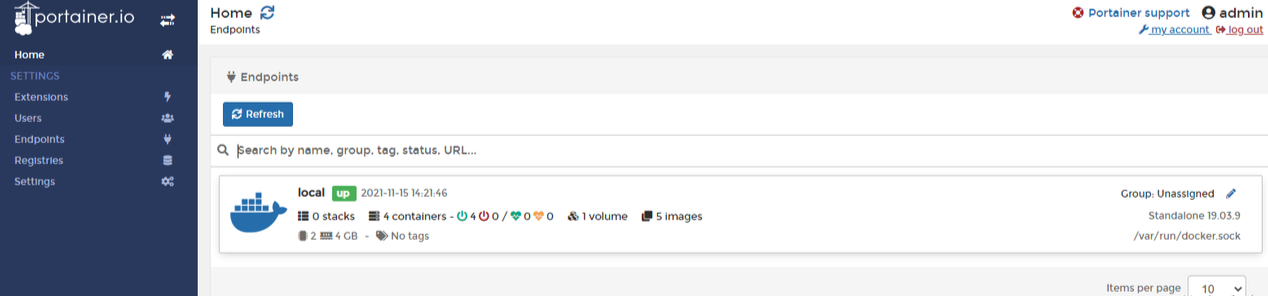 portainer.io
Home
SETTINGS
Extensions
Users
Endpoints
Registries
Settings
Home
Endpoints
Portainer support admin
my account log out
Endpoints
Refresh
Search by name, group, tag, status, URL...
local up 2021-11-15 14:21:46
Group: Unassigned
0 stacks 4 containers - 4 0 / 0 0 1 volume 5 images
Standalone 19.03.9
2 4 GB - No tags
/var/run/docker.sock
Items per page 10